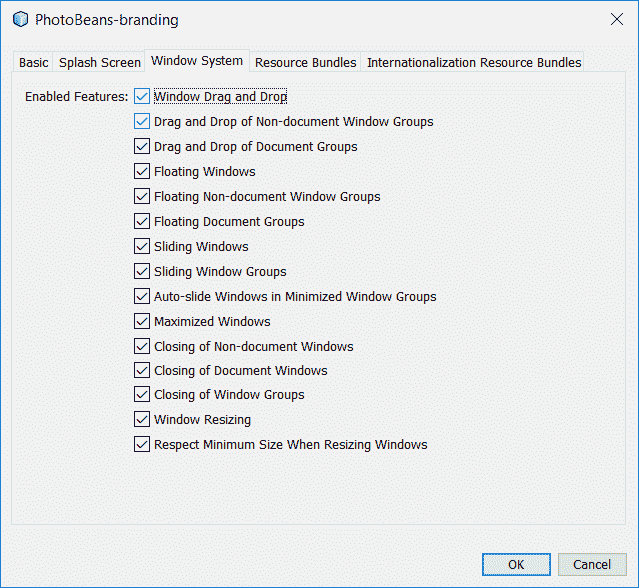 PhotoBeans-branding
Basic Splash Screen Window System Resource Bundles Internationalization Resource Bundles
Enabled Features: Window Drag and Drop
Drag and Drop of Non-document Window Groups
Drag and Drop of Document Groups
Floating Windows
Floating Non-document Window Groups
Floating Document Groups
Sliding Windows
Sliding Window Groups
Auto-slide Windows in Minimized Window Groups
Maximized Windows
Closing of Non-document Windows
Closing of Document Windows
Closing of Window Groups
Window Resizing
Respect Minimum Size When Resizing Windows
OK Cancel